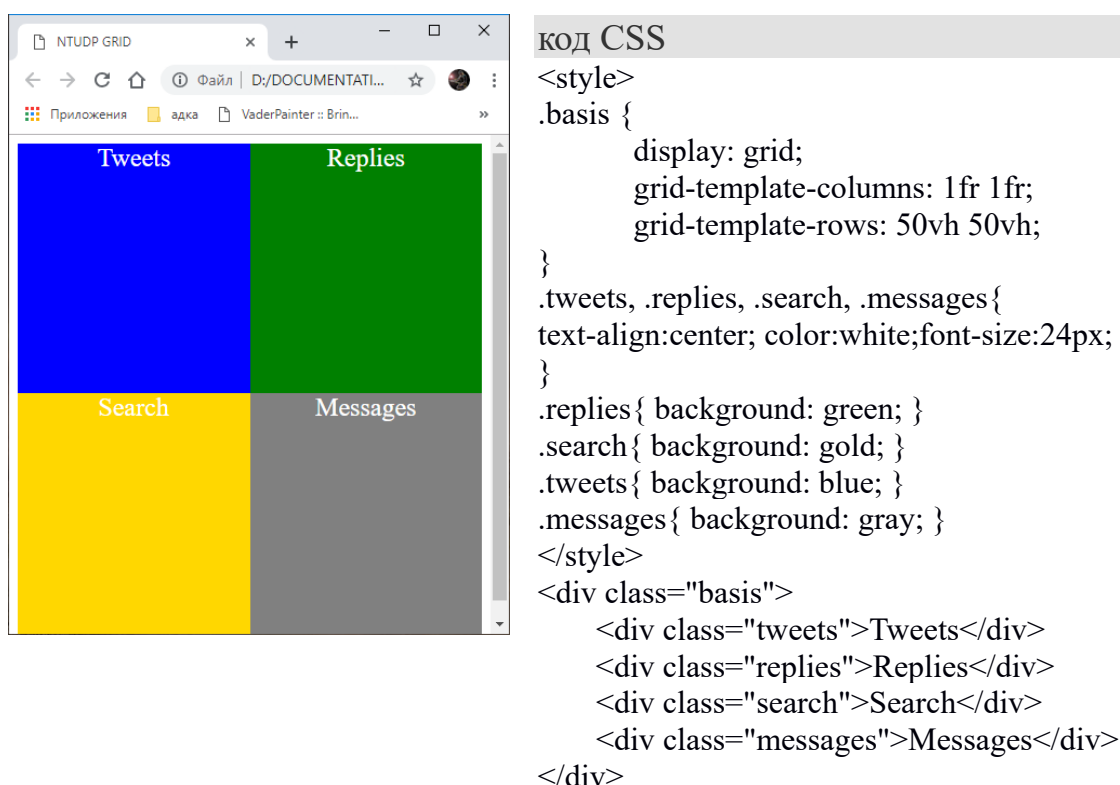 NTUDP GRID
Файл | D:/DOCUMENTATI...
Приложения адка VaderPainter :: Brin... »
Tweets Replies
Search Messages
код CSS
<style>
.basis {
display: grid;
grid-template-columns: 1fr 1fr;
grid-template-rows: 50vh 50vh;
}
.tweets, .replies, .search, .messages{
text-align:center; color:white;font-size:24px;
}
.replies{ background: green; }
.search{ background: gold; }
.tweets{ background: blue; }
.messages{ background: gray; }
</style>
<div class="basis">
<div class="tweets">Tweets</div>
<div class="replies">Replies</div>
<div class="search">Search</div>
<div class="messages">Messages</div>
</div>